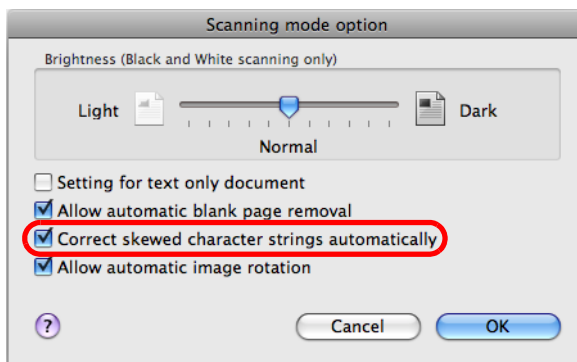 Scanning mode option
Brightness (Black and White scanning only)
Light Dark
Normal
Setting for text only document
Allow automatic blank page removal
Correct skewed character strings automatically
Allow automatic image rotation
? Cancel OK